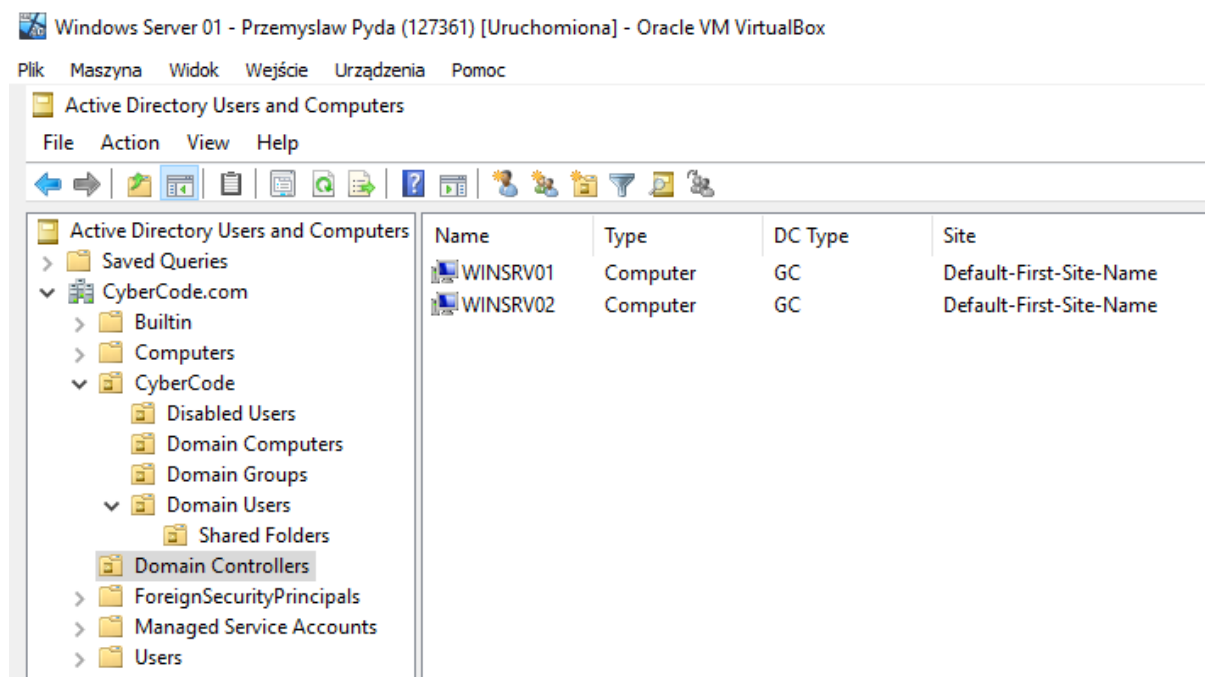 Windows Server 01 - Przemyslaw Pyda (127361) [Uruchomiona] - Oracle VM VirtualBox
Plik Maszyna Widok Wejście Urządzenia Pomoc
Active Directory Users and Computers
File Action View Help
Active Directory Users and Computers
Saved Queries
CyberCode.com
Builtin
Computers
CyberCode
Disabled Users
Domain Computers
Domain Groups
Domain Users
Shared Folders
Domain Controllers
ForeignSecurityPrincipals
Managed Service Accounts
Users
Name Type DC Type Site
WINSRV01 Computer GC Default-First-Site-Name
WINSRV02 Computer GC Default-First-Site-Name